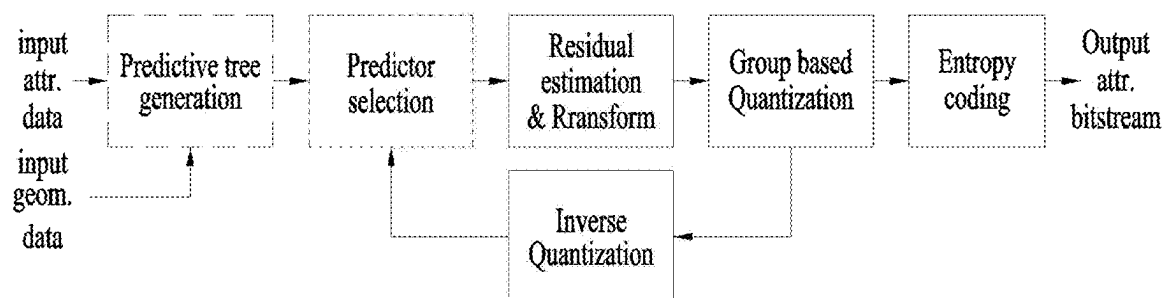 input
attr.
data
input
geom.
data
Predictive tree
generation
Predictor
selection
Residual
estimation
& Rransform
Group based
Quantization
Entropy
coding
Output
attr.
bitstream
Inverse
Quantization